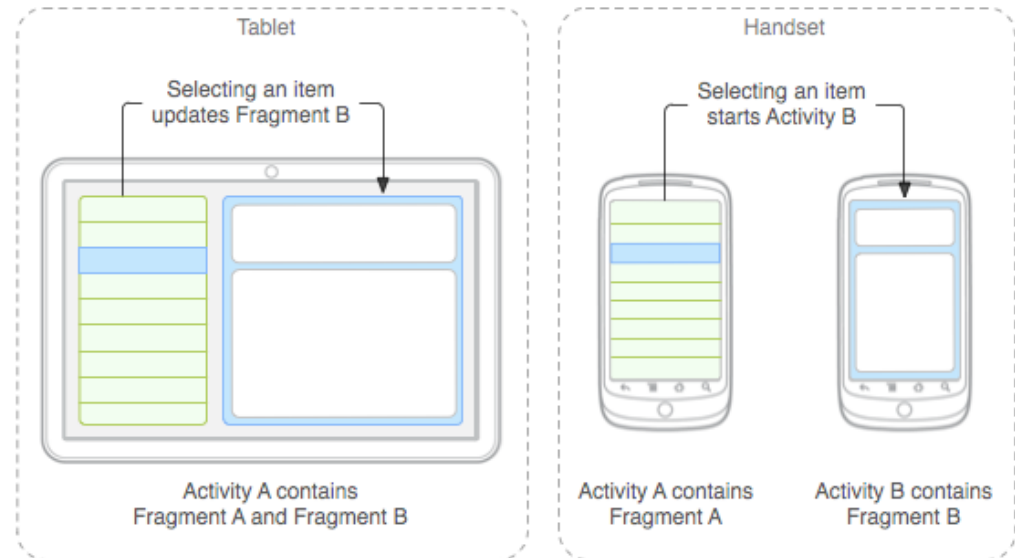 Tablet
Selecting an item
updates Fragment B
Activity A contains
Fragment A and Fragment B
Handset
Selecting an item
starts Activity B
Activity A contains
Fragment A
Activity B contains
Fragment B